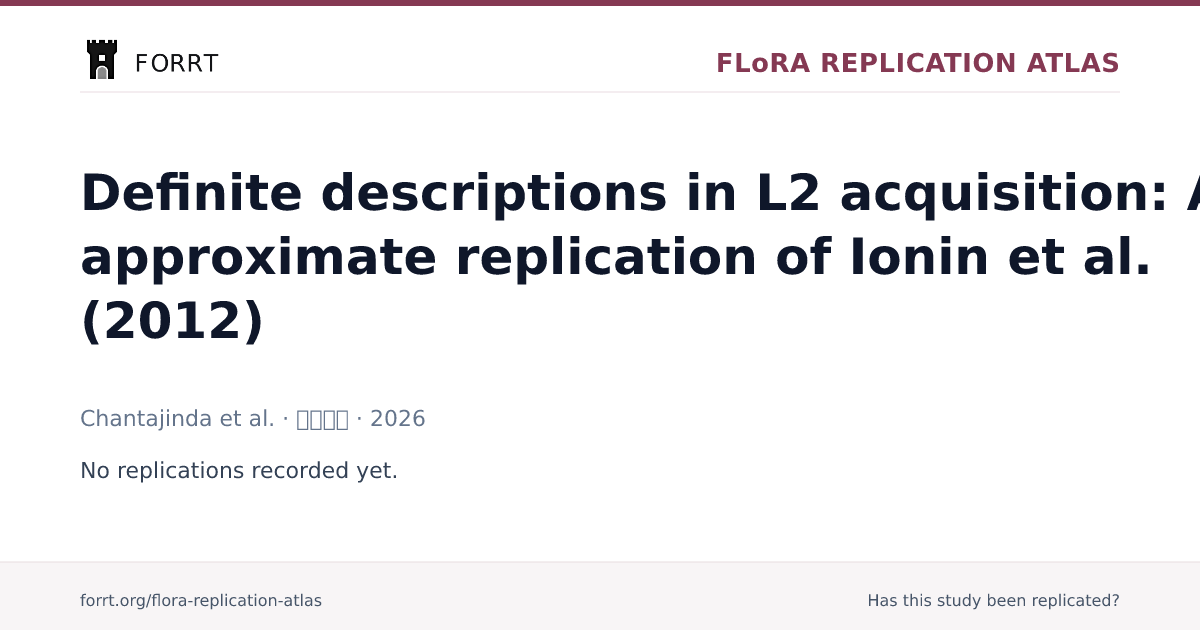 FORRT
FLoRA REPLICATION ATLAS
Definite descriptions in L2 acquisition:
approximate replication of Ionin et al.
(2012)
Chantajinda et al. · · 2026
No replications recorded yet.
forrt.org/flora-replication-atlas
Has this study been replicated?